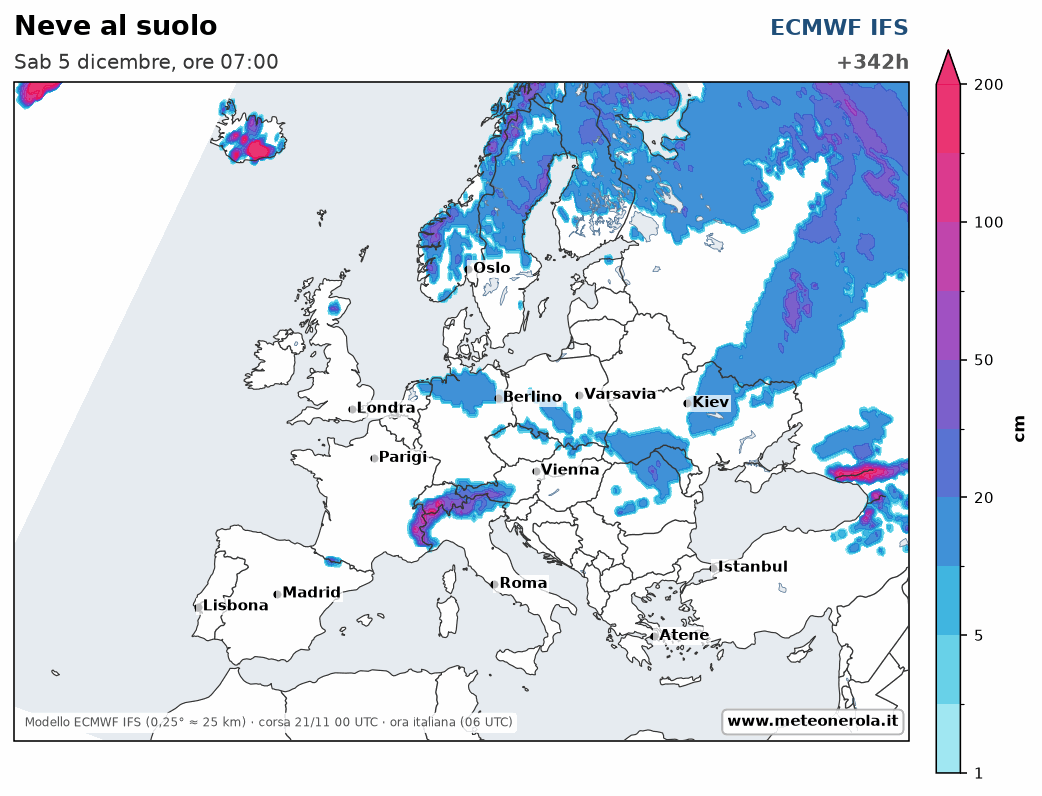 Neve al suolo
ECMWF IFS
Sab 5 dicembre, ore 07:00
+342h
200
100
50
20
5
1
cm
Oslo
Berlino
Varsavia
Londra
Kiev
Parigi
Vienna
Istanbul
Roma
Madrid
Lisbona
Atene
Modello ECMWF IFS (0,25° ≈ 25 km) · corsa 21/11 00 UTC · ora italiana (06 UTC)
www.meteonerola.it